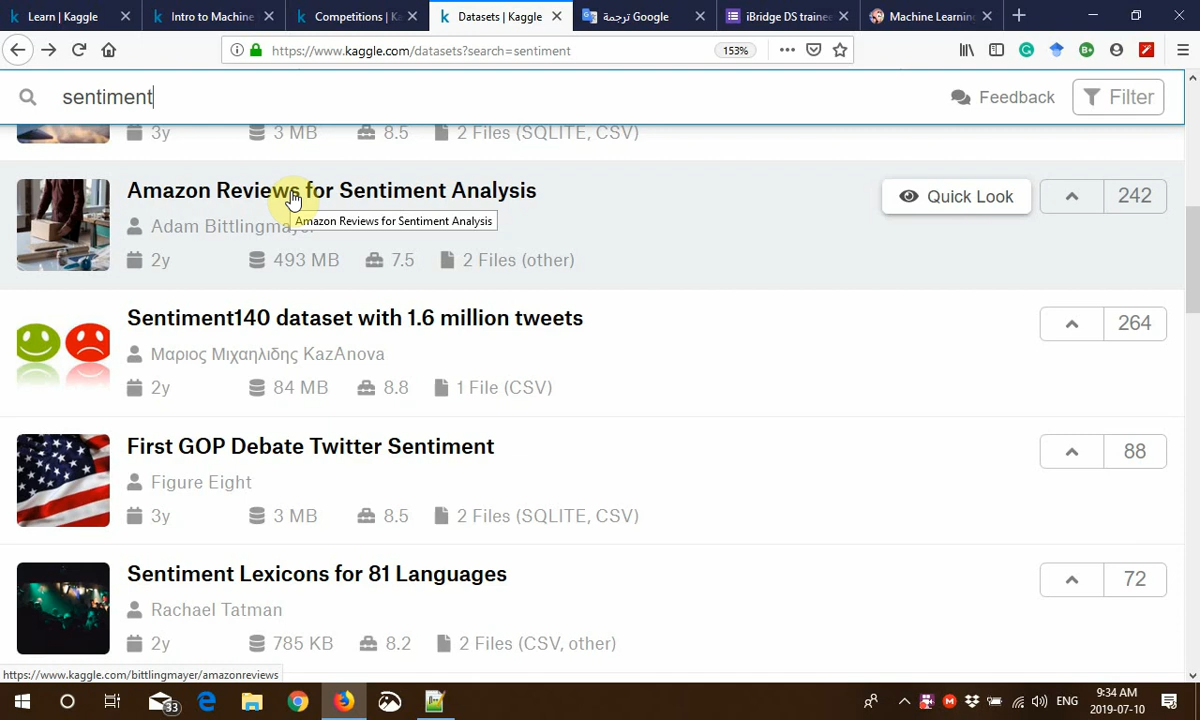 Learn | Kaggle
Intro to Machine
Competitions | Ka
Datasets | Kaggle
ترجمة Google
iBridge DS trainee
Machine Learning
https://www.kaggle.com/datasets?search=sentiment
153%
sentiment
Feedback
Filter
3y 3 MB 8.5 2 Files (SQLITE, CSV)
Amazon Reviews for Sentiment Analysis
Quick Look
242
Adam Bittlingmayer
Amazon Reviews for Sentiment Analysis
2y 493 MB 7.5 2 Files (other)
Sentiment140 dataset with 1.6 million tweets
264
Μαριος Μιχαηλιδης KazAnova
2y 84 MB 8.8 1 File (CSV)
First GOP Debate Twitter Sentiment
88
Figure Eight
3y 3 MB 8.5 2 Files (SQLITE, CSV)
Sentiment Lexicons for 81 Languages
72
Rachael Tatman
2y 785 KB 8.2 2 Files (CSV, other)
https://www.kaggle.com/bittlingmayer/amazonreviews
33
ENG
9:34 AM
2019-07-10